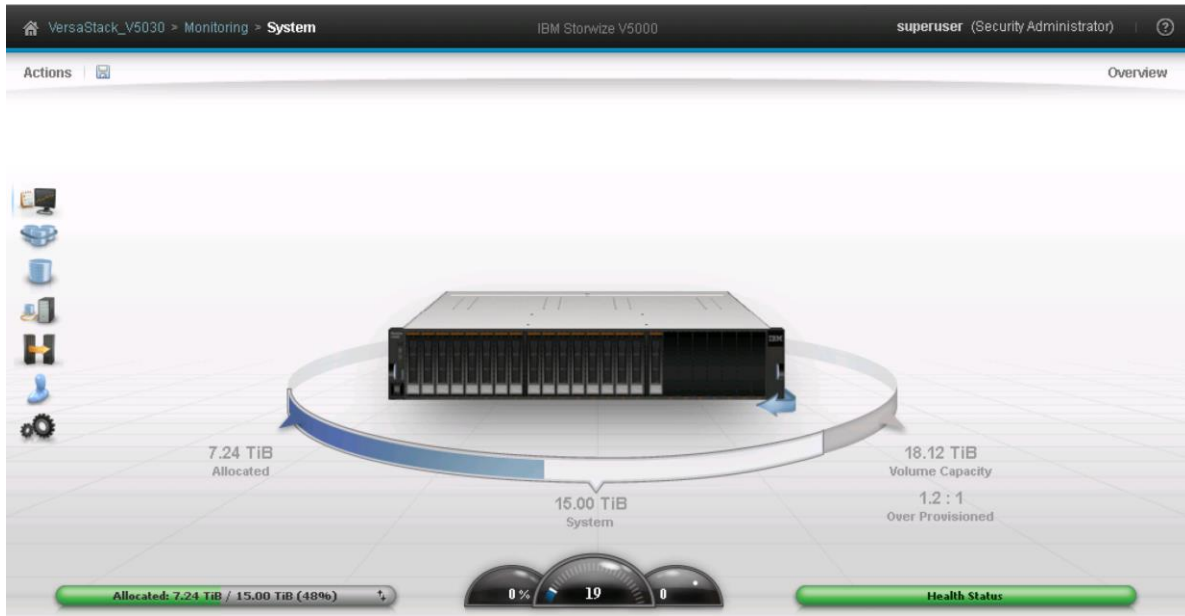 VersaStack_V5030 > Monitoring > System
IBM Storwize V5000
superuser (Security Administrator)
?
Actions
Overview
IBM
7.24 TiB
Allocated
15.00 TiB
System
18.12 TiB
Volume Capacity
1.2 : 1
Over Provisioned
Allocated: 7.24 TiB / 15.00 TiB (48%)
0 %
19
0
Health Status